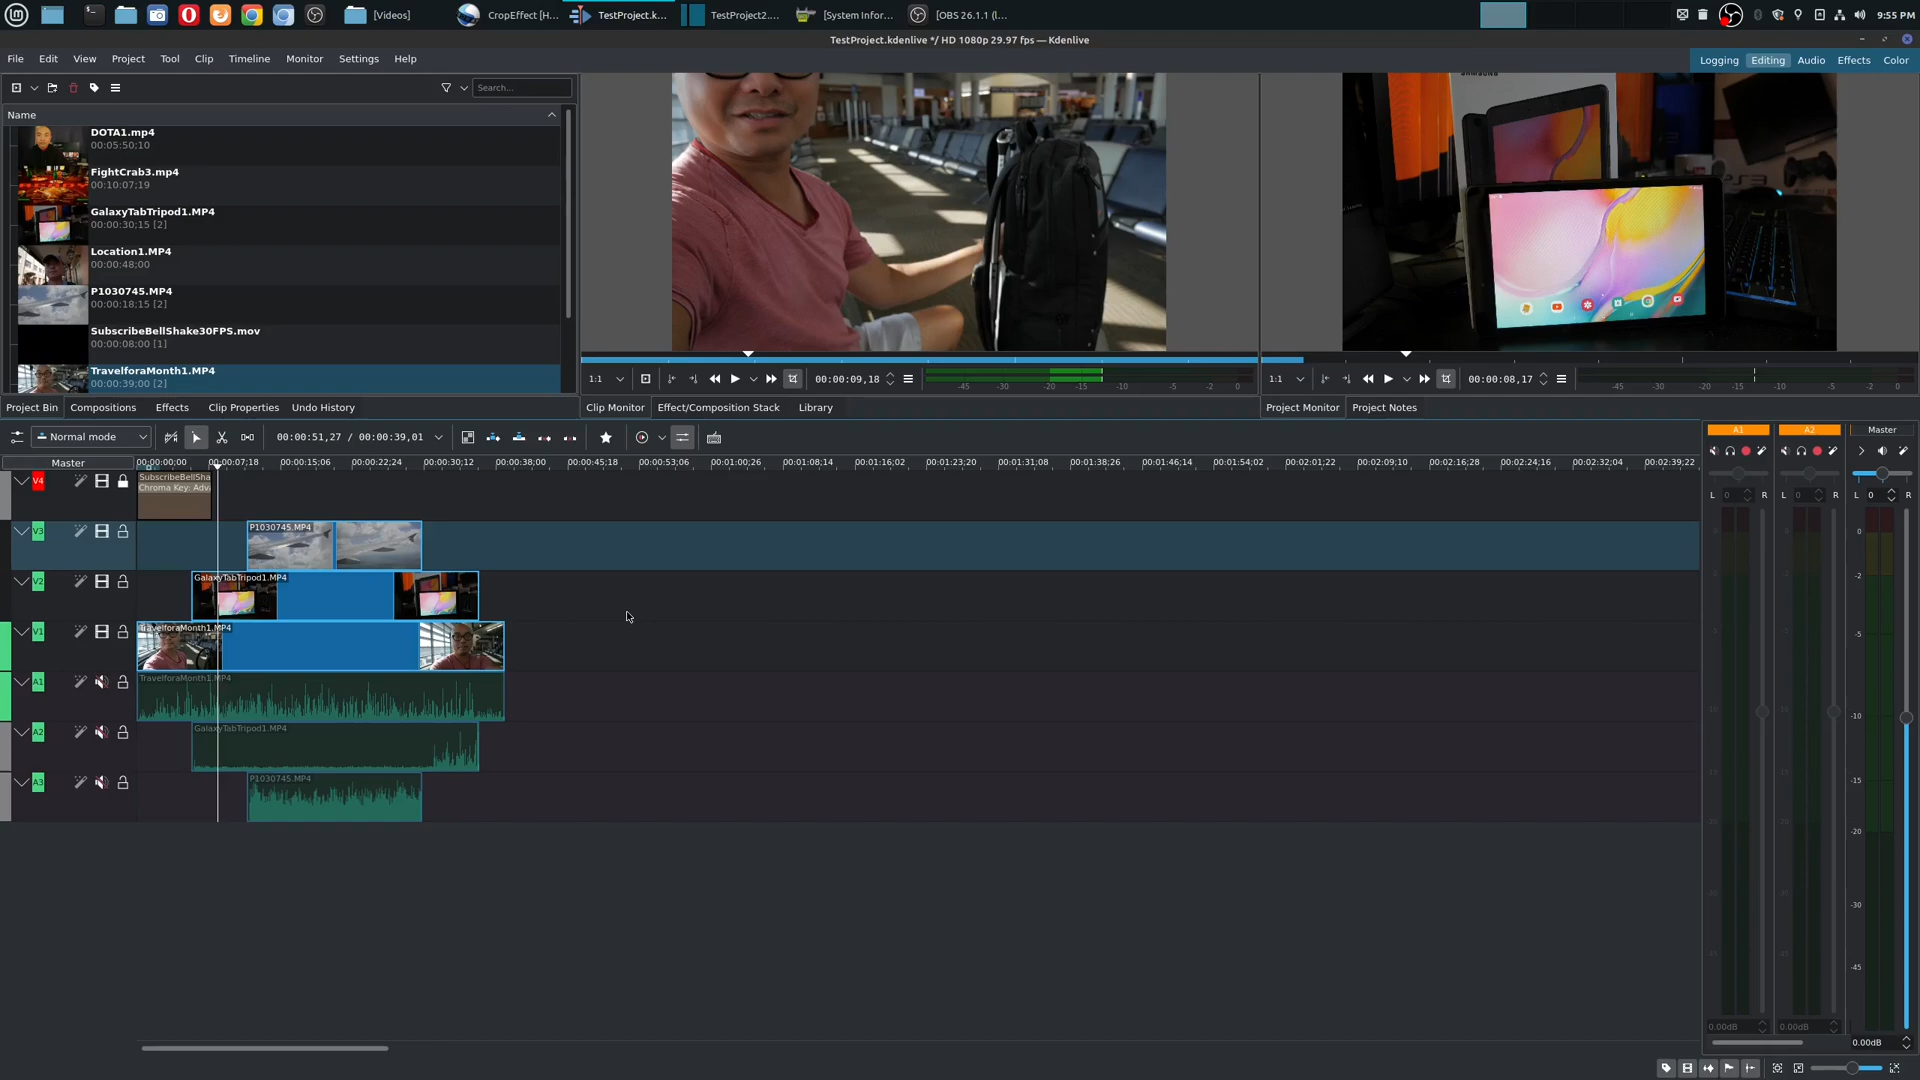 [Videos]
CropEffect [H...
TestProject.k...
TestProject2....
[System Infor...
[OBS 26.1.1 (l...
9:55 PM
TestProject.kdenlive */ HD 1080p 29.97 fps — Kdenlive
File Edit View Project Tool Clip Timeline Monitor Settings Help
Logging Editing Audio Effects Color
Search...
Name
DOTA1.mp4
00:05:50;10
FightCrab3.mp4
00:10:07;19
GalaxyTabTripod1.MP4
00:00:30;15 [2]
Location1.MP4
00:00:48;00
P1030745.MP4
00:00:18;15 [2]
SubscribeBellShake30FPS.mov
00:00:08;00 [1]
TravelforaMonth1.MP4
00:00:39;00 [2]
1:1
00:00:09,18
-45 -30 -20 -15 -10 -5 -2 0
1:1
00:00:08,17
-45 -30 -20 -15 -10 -5 -2 0
Project Bin Compositions Effects Clip Properties Undo History
Clip Monitor Effect/Composition Stack Library
Project Monitor Project Notes
Normal mode
00:00:51,27 / 00:00:39,01
A1 A2 Master
Master
00:00:00;00 00:00:07;18 00:00:15;06 00:00:22;24 00:00:30;12 00:00:38;00 00:00:45;18 00:00:53;06 00:01:00;26 00:01:08;14 00:01:16;02 00:01:23;20 00:01:31;08 00:01:38;26 00:01:46;14 00:01:54;02 00:02:01;22 00:02:09;10 00:02:16;28 00:02:24;16 00:02:32;04 00:02:39;22
V4
SubscribeBellSha
Chroma Key: Adva
V3
P1030745.MP4
V2
GalaxyTabTripod1.MP4
V1
TravelforaMonth1.MP4
A1
TravelforaMonth1.MP4
A2
GalaxyTabTripod1.MP4
A3
P1030745.MP4
L 0 R
L 0 R
L 0 R
0
-2
-5
-10
-15
-20
-30
-45
0.00dB
0.00dB
0.00dB